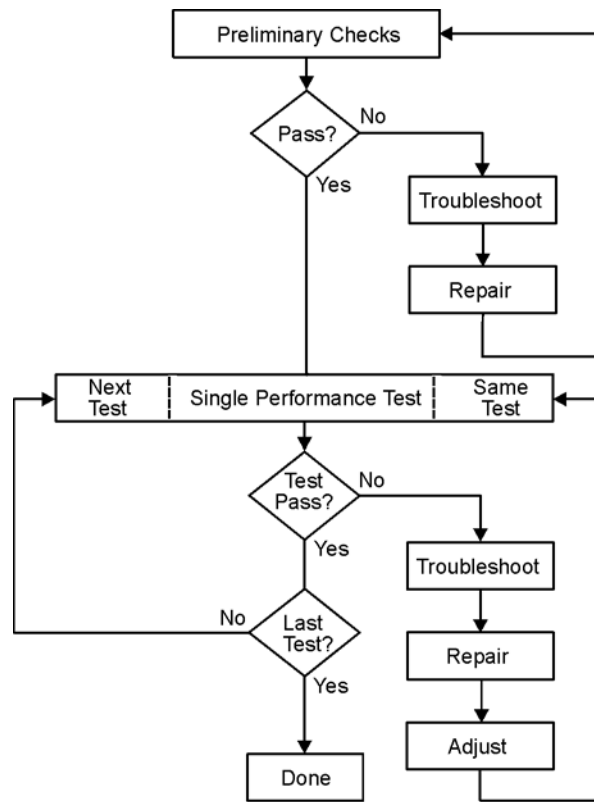 Preliminary Checks
Pass?
No
Yes
Troubleshoot
Repair
Next
Test
Single Performance Test
Same
Test
Test
Pass?
No
Yes
Troubleshoot
No
Last
Test?
Yes
Repair
Adjust
Done